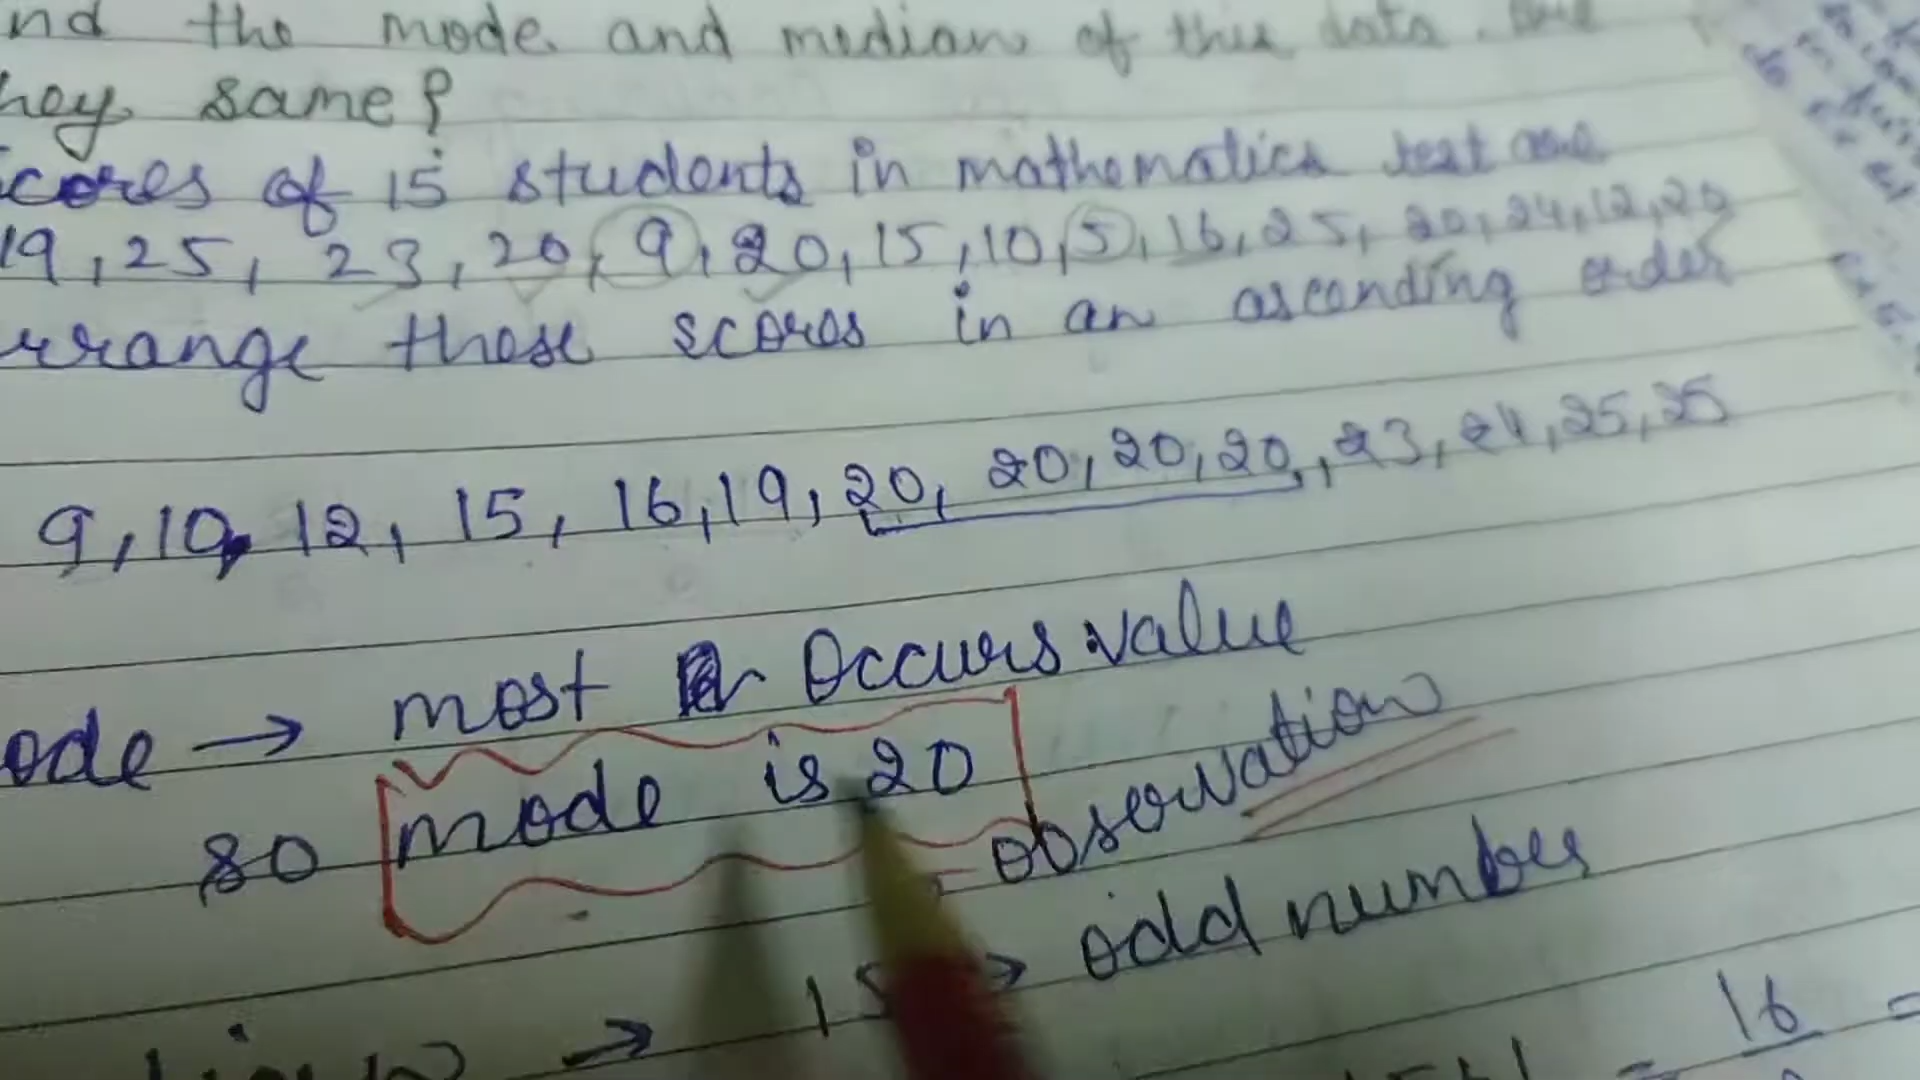 nd the mode and median of this data. Are
hey same?
cores of 15 students in mathematics test are
19, 25, 23, 20, 9, 20, 15, 10, 5, 16, 25, 20, 24, 12, 20
rrange these scores in an ascending order
9, 10, 12, 15, 16, 19, 20, 20, 20, 20, 23, 24, 25, 25
ode → most Occurs value
so mode is 20
observation
15 → odd number
16 =